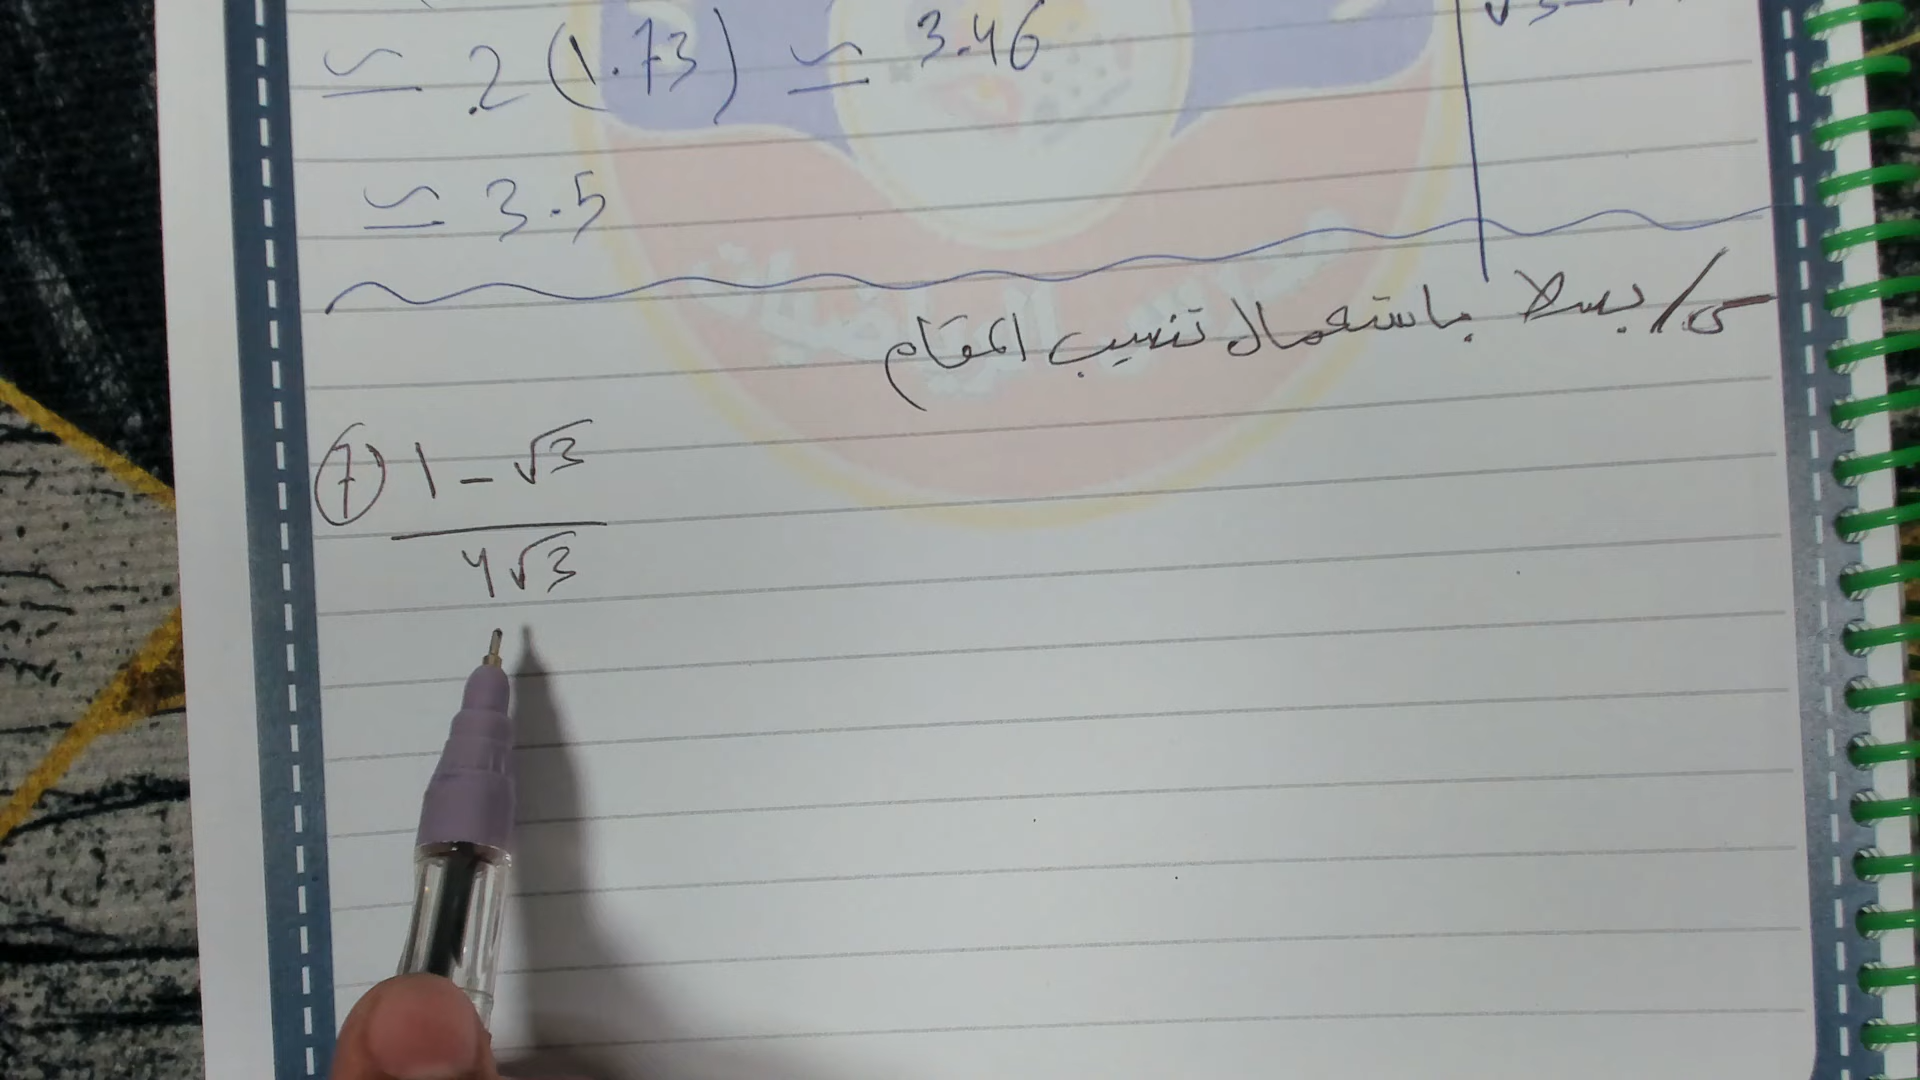 ≃ 2 (1.73) ≃ 3.46
≃ 3.5
س/ بسط باستعمال تنسيب المقام
⑦ 1 - √3
4√3